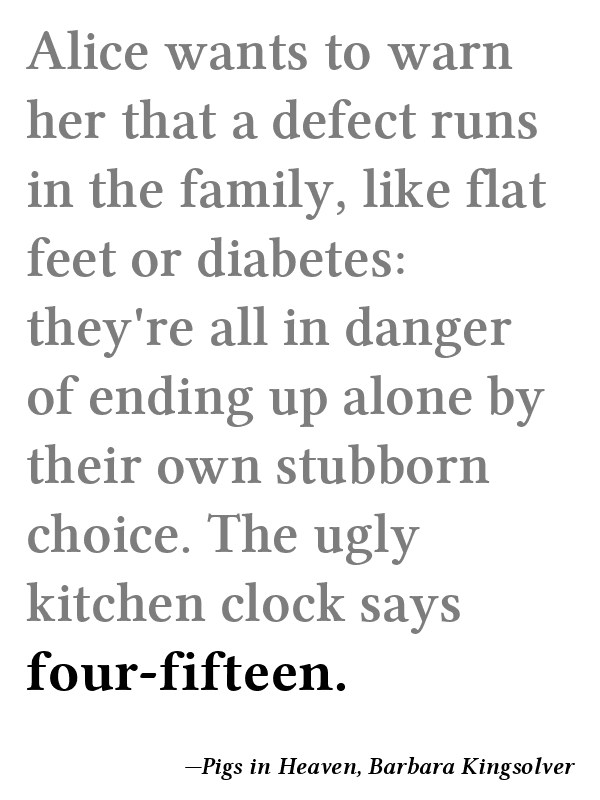 Alice wants to warn
her that a defect runs
in the family, like flat
feet or diabetes:
they're all in danger
of ending up alone by
their own stubborn
choice. The ugly
kitchen clock says
four-fifteen.
—Pigs in Heaven, Barbara Kingsolver